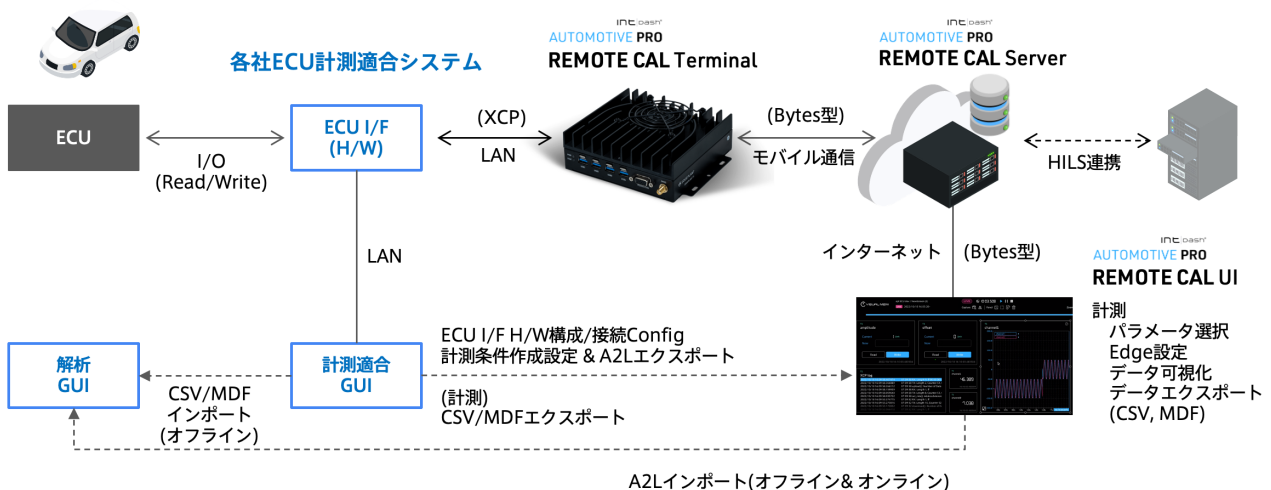 intdash
AUTOMOTIVE PRO
REMOTE CAL Terminal
intdash
AUTOMOTIVE PRO
REMOTE CAL Server
各社ECU計測適合システム
ECU
I/O
(Read/Write)
ECU I/F
(H/W)
(XCP)
LAN
(Bytes型)
モバイル通信
HILS連携
LAN
インターネット
(Bytes型)
intdash
AUTOMOTIVE PRO
REMOTE CAL UI
計測
パラメータ選択
Edge設定
データ可視化
データエクスポート
(CSV, MDF)
解析
GUI
計測適合
GUI
ECU I/F H/W構成/接続Config
計測条件作成設定 & A2Lエクスポート
(計測)
CSV/MDFエクスポート
CSV/MDF
インポート
(オフライン)
A2Lインポート(オフライン& オンライン)